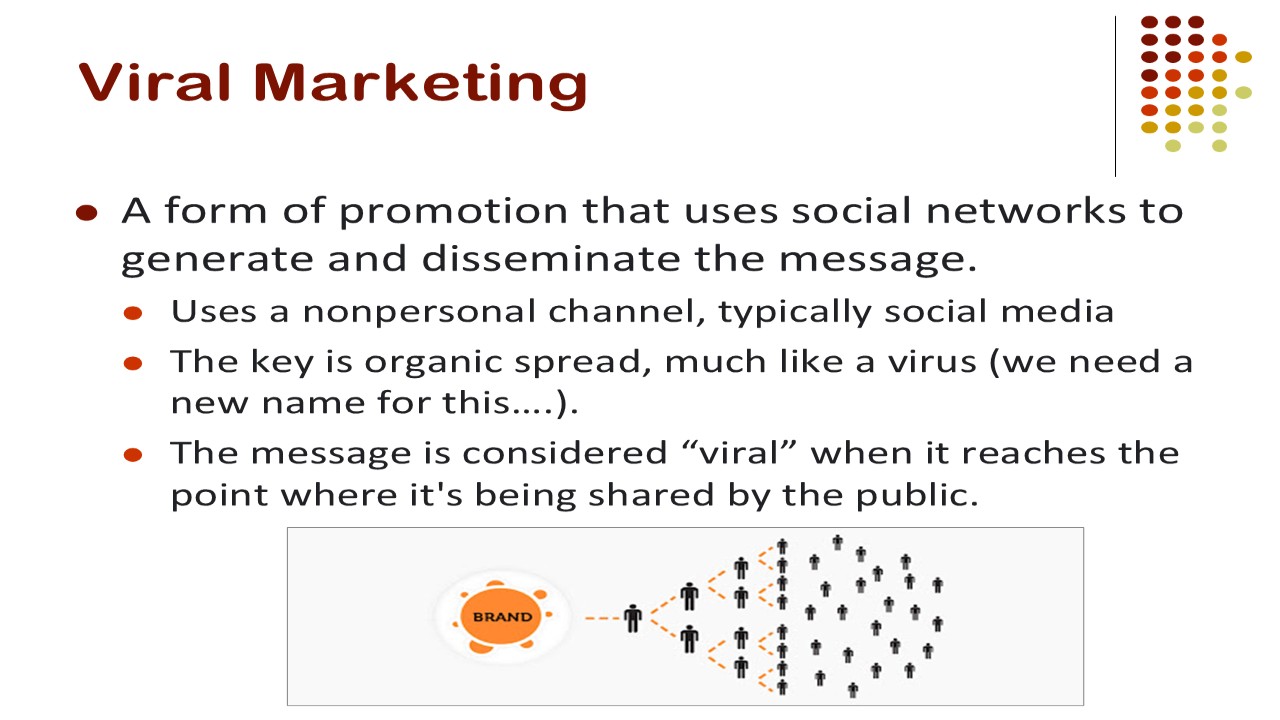 Viral Marketing
A form of promotion that uses social networks to
generate and disseminate the message.
Uses a nonpersonal channel, typically social media
The key is organic spread, much like a virus (we need a
new name for this….).
The message is considered “viral” when it reaches the
point where it's being shared by the public.
BRAND